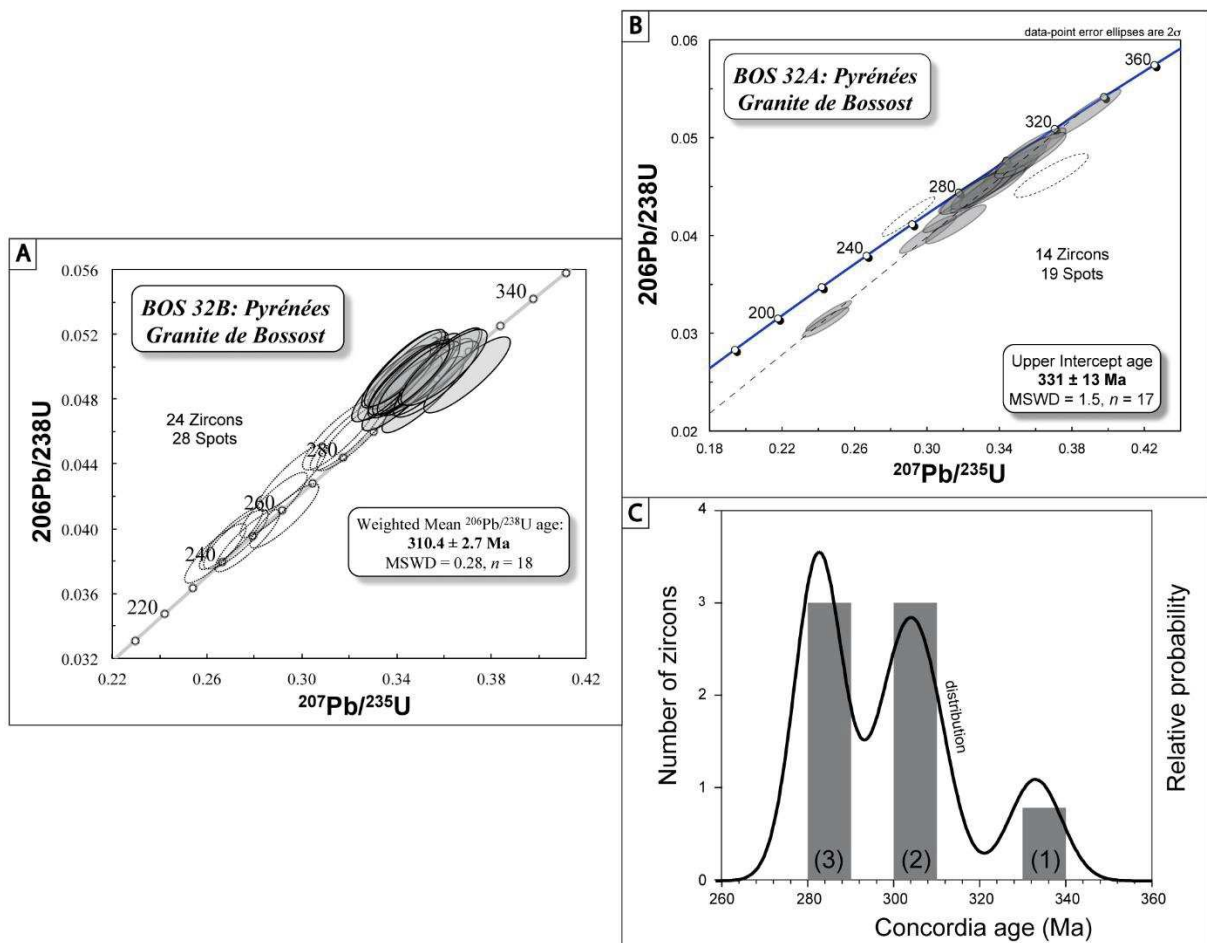 A
0.056
0.052
0.048
0.044
0.040
0.036
0.032
206Pb/238U
BOS 32B: Pyrénées
Granite de Bossost
340
24 Zircons
28 Spots
280
260
240
220
Weighted Mean ²⁰⁶Pb/²³⁸U age:
310.4 ± 2.7 Ma
MSWD = 0.28, n = 18
0.22
0.26
0.30
0.34
0.38
0.42
²⁰⁷Pb/²³⁵U
B
data-point error ellipses are 2σ
0.06
0.05
0.04
0.03
0.02
206Pb/238U
BOS 32A: Pyrénées
Granite de Bossost
360
320
280
240
200
14 Zircons
19 Spots
Upper Intercept age
331 ± 13 Ma
MSWD = 1.5, n = 17
0.18
0.22
0.26
0.30
0.34
0.38
0.42
²⁰⁷Pb/²³⁵U
C
4
3
2
1
0
Number of zircons
distribution
Relative probability
(3)
(2)
(1)
260
280
300
320
340
360
Concordia age (Ma)